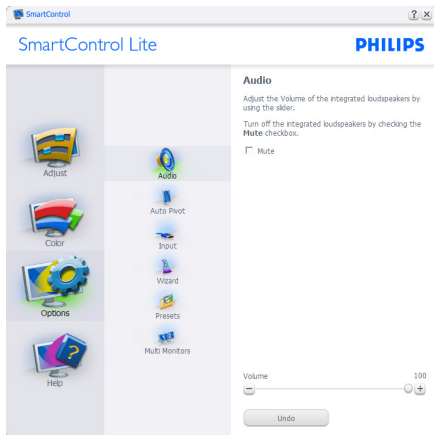 SmartControl
? ×
SmartControl Lite
PHILIPS
Adjust
Color
Options
Help
Audio
Auto Pivot
Input
Wizard
Presets
Multi Monitors
Audio
Adjust the Volume of the integrated loudspeakers by
using the slider.
Turn off the integrated loudspeakers by checking the
Mute checkbox.
Mute
Volume 100
− +
Undo